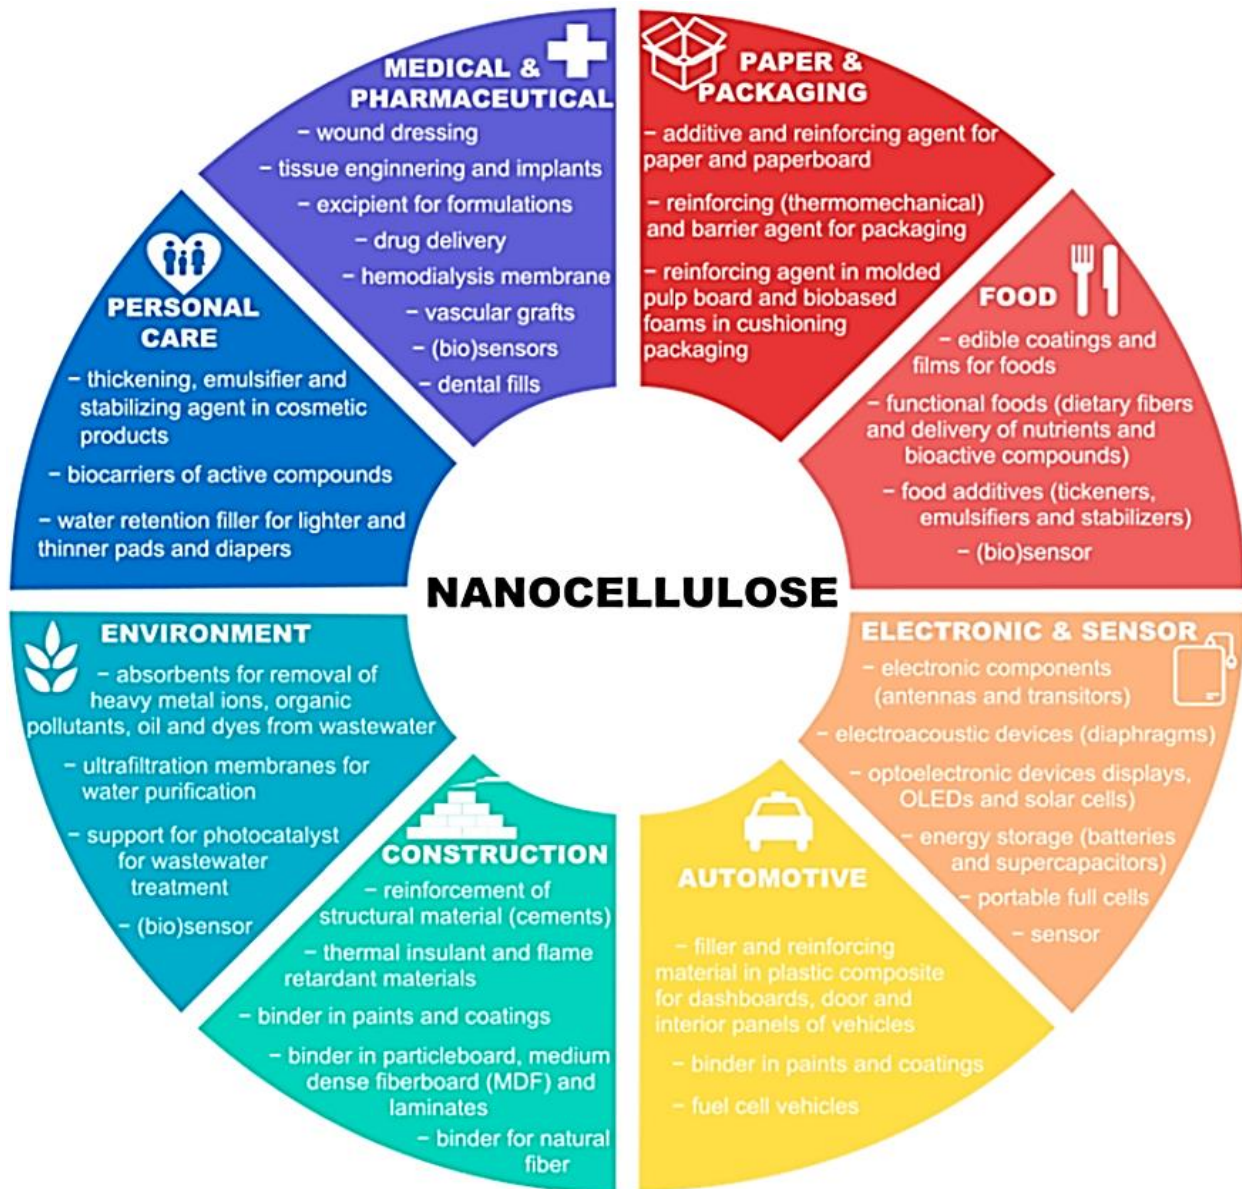 MEDICAL &
PHARMACEUTICAL
– wound dressing
– tissue enginnering and implants
– excipient for formulations
– drug delivery
– hemodialysis membrane
– vascular grafts
– (bio)sensors
– dental fills
PAPER &
PACKAGING
– additive and reinforcing agent for
paper and paperboard
– reinforcing (thermomechanical)
and barrier agent for packaging
– reinforcing agent in molded
pulp board and biobased
foams in cushioning
packaging
FOOD
– edible coatings and
films for foods
– functional foods (dietary fibers
and delivery of nutrients and
bioactive compounds)
– food additives (tickeners,
emulsifiers and stabilizers)
– (bio)sensor
ELECTRONIC & SENSOR
– electronic components
(antennas and transitors)
– electroacoustic devices (diaphragms)
– optoelectronic devices displays,
OLEDs and solar cells)
– energy storage (batteries
and supercapacitors)
– portable full cells
– sensor
AUTOMOTIVE
– filler and reinforcing
material in plastic composite
for dashboards, door and
interior panels of vehicles
– binder in paints and coatings
– fuel cell vehicles
CONSTRUCTION
– reinforcement of
structural material (cements)
– thermal insulant and flame
retardant materials
– binder in paints and coatings
– binder in particleboard, medium
dense fiberboard (MDF) and
laminates
– binder for natural
fiber
ENVIRONMENT
– absorbents for removal of
heavy metal ions, organic
pollutants, oil and dyes from wastewater
– ultrafiltration membranes for
water purification
– support for photocatalyst
for wastewater
treatment
– (bio)sensor
PERSONAL
CARE
– thickening, emulsifier and
stabilizing agent in cosmetic
products
– biocarriers of active compounds
– water retention filler for lighter and
thinner pads and diapers
NANOCELLULOSE